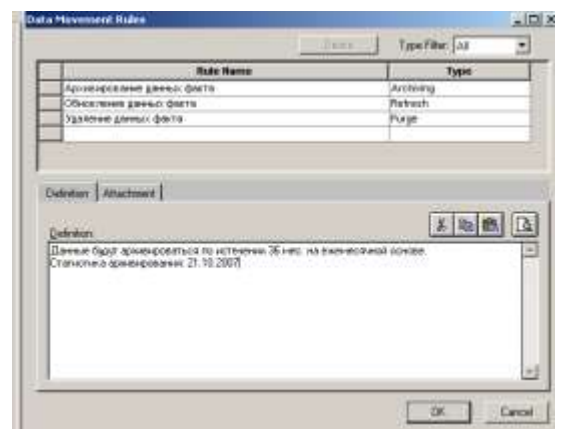 Data Movement Rules
Type Filter: All
Rule Name Type
Архивирование данных факта Archiving
Обновление данных факта Refresh
Удаление данных факта Purge
Definition Attachment
Definition
Данные будут архивироваться по истечении 36 мес. на ежемесячной основе.
Статистика архивирования: 21.10.2007
OK Cancel